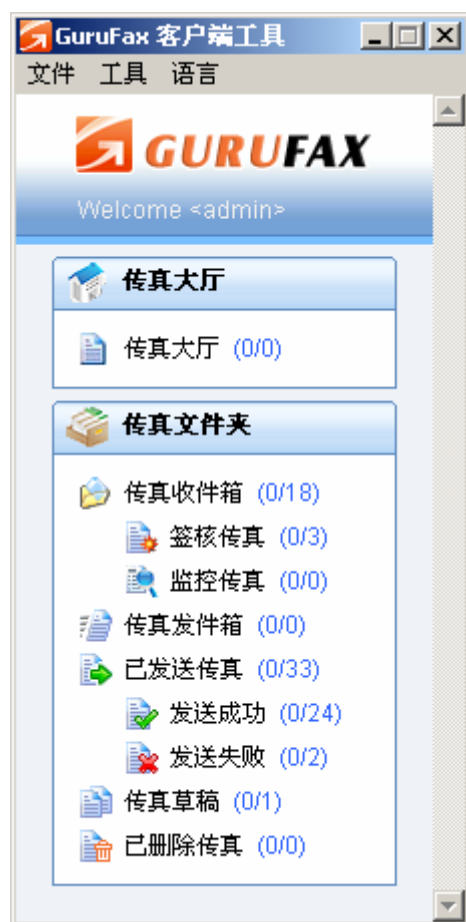 GuruFax 客户端工具
文件 工具 语言
GURUFAX
Welcome <admin>
传真大厅
传真大厅 (0/0)
传真文件夹
传真收件箱 (0/18)
签核传真 (0/3)
监控传真 (0/0)
传真发件箱 (0/0)
已发送传真 (0/33)
发送成功 (0/24)
发送失败 (0/2)
传真草稿 (0/1)
已删除传真 (0/0)